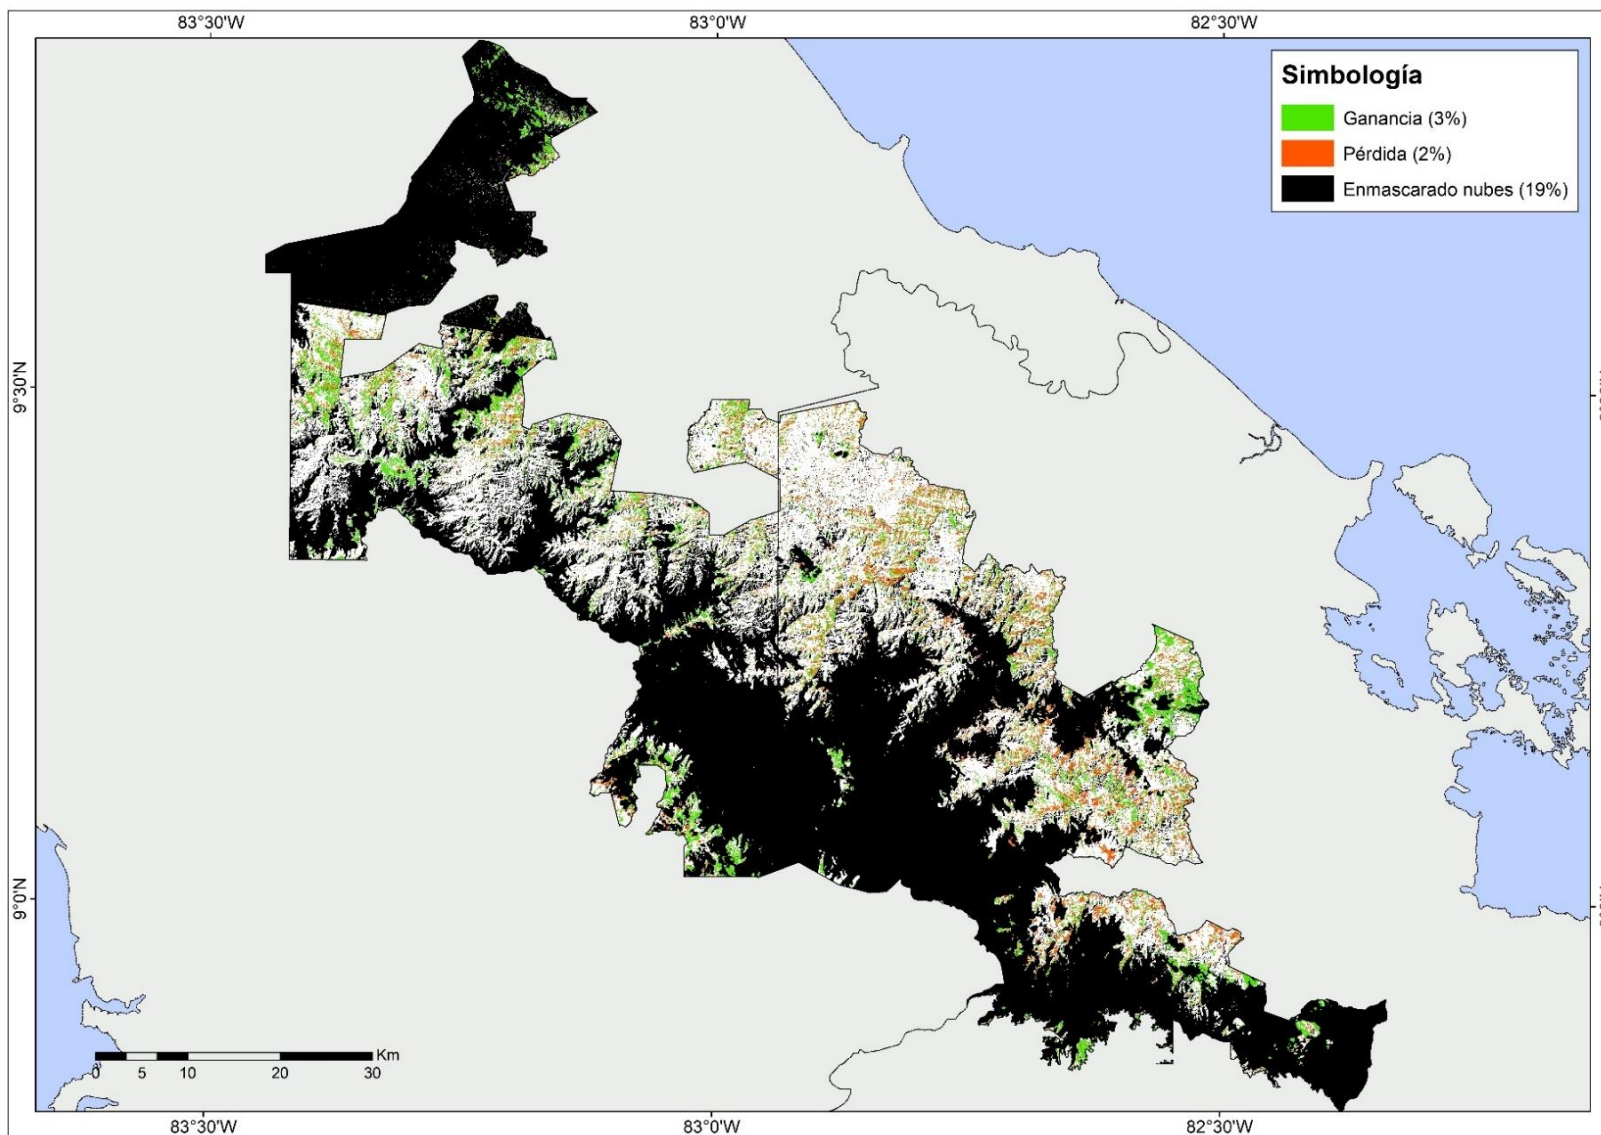 83°30'W 83°0'W 82°30'W
Simbología
Ganancia (3%)
Pérdida (2%)
Enmascarado nubes (19%)
9°30'N
9°0'N
Km
0 5 10 20 30
83°30'W 83°0'W 82°30'W